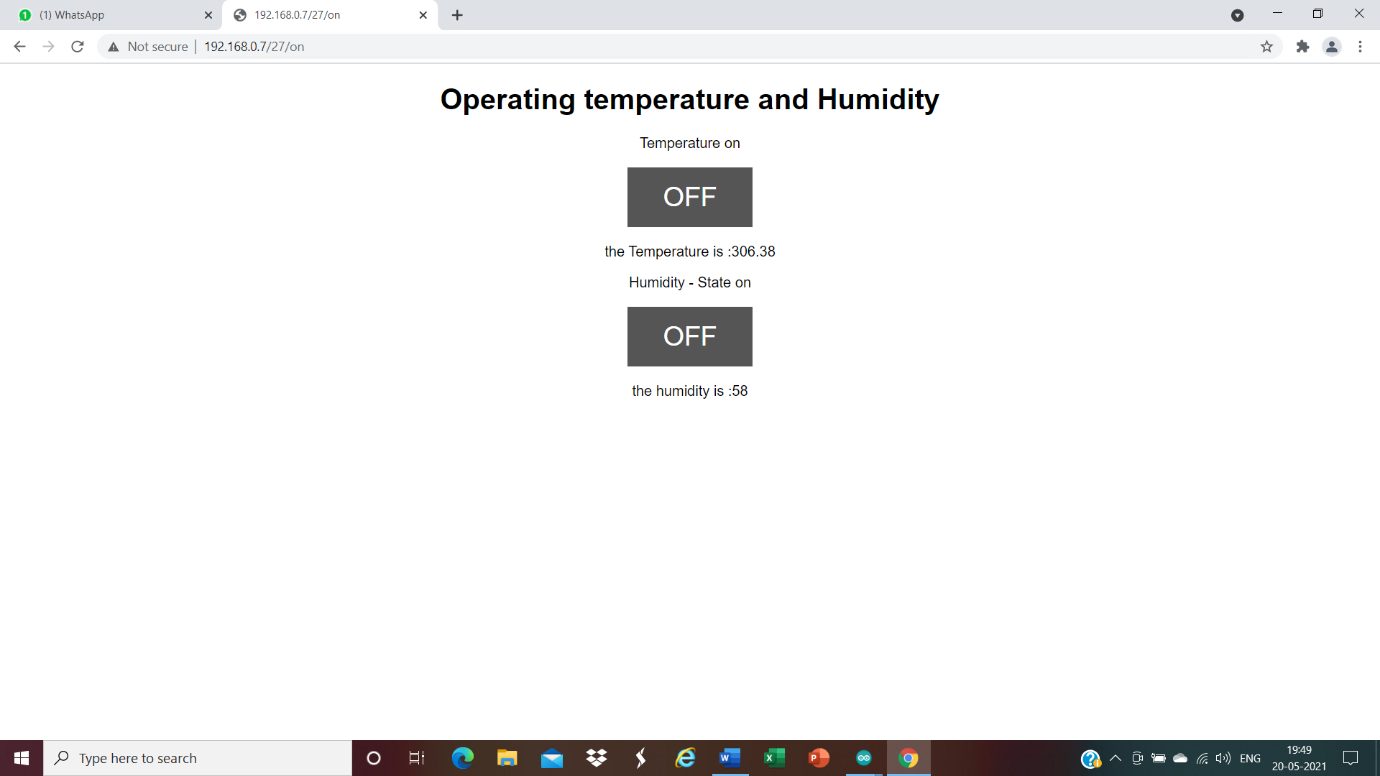 (1) WhatsApp
192.168.0.7/27/on
Not secure
192.168.0.7/27/on
Operating temperature and Humidity
Temperature on
OFF
the Temperature is :306.38
Humidity - State on
OFF
the humidity is :58
Type here to search
ENG
19:49
20-05-2021